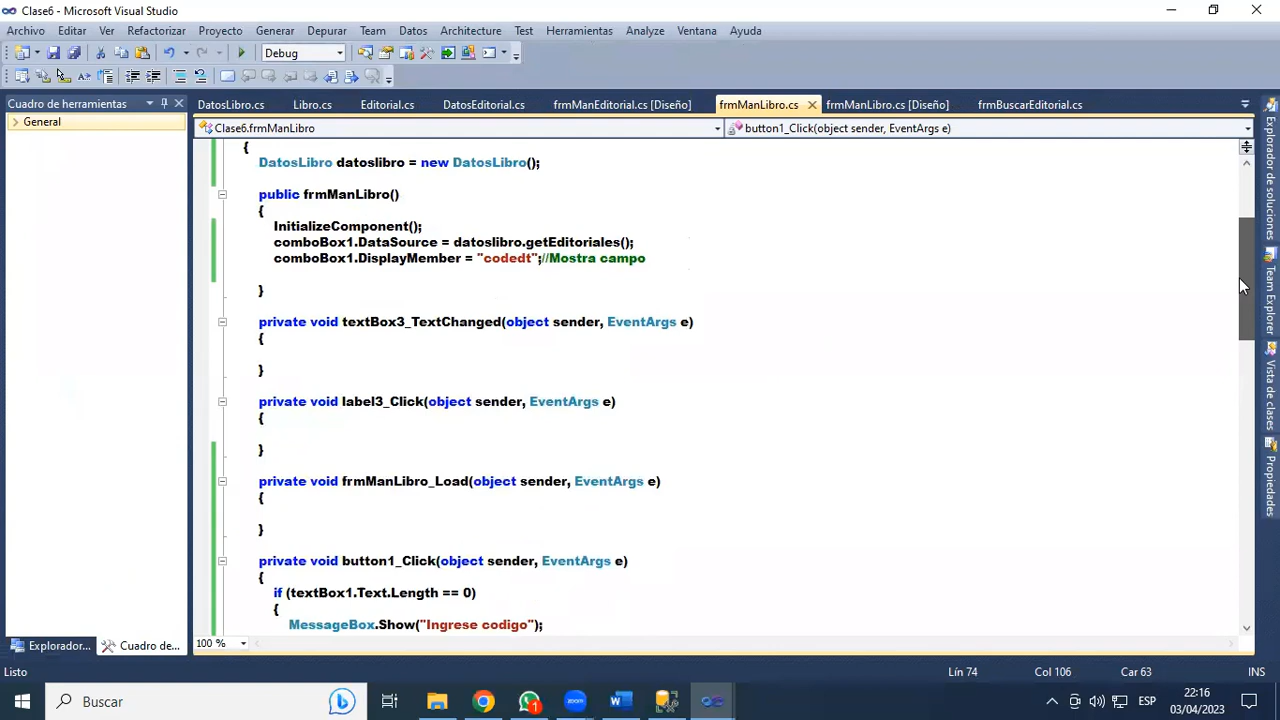 Clase6 - Microsoft Visual Studio
Archivo Editar Ver Refactorizar Proyecto Generar Depurar Team Datos Architecture Test Herramientas Analyze Ventana Ayuda
Debug
Cuadro de herramientas
DatosLibro.cs Libro.cs Editorial.cs DatosEditorial.cs frmManEditorial.cs [Diseño] frmManLibro.cs frmManLibro.cs [Diseño] frmBuscarEditorial.cs
General
Clase6.frmManLibro
button1_Click(object sender, EventArgs e)
{
DatosLibro datoslibro = new DatosLibro();
public frmManLibro()
{
InitializeComponent();
comboBox1.DataSource = datoslibro.getEditoriales();
comboBox1.DisplayMember = "codedt";//Mostra campo
}
private void textBox3_TextChanged(object sender, EventArgs e)
{
}
private void label3_Click(object sender, EventArgs e)
{
}
private void frmManLibro_Load(object sender, EventArgs e)
{
}
private void button1_Click(object sender, EventArgs e)
{
if (textBox1.Text.Length == 0)
{
MessageBox.Show("Ingrese codigo");
100 %
Explorador de soluciones
Team Explorer
Vista de clases
Propiedades
Explorador... Cuadro de...
Listo
Lín 74 Col 106 Car 63 INS
Buscar
1
zoom
ESP
22:16
03/04/2023